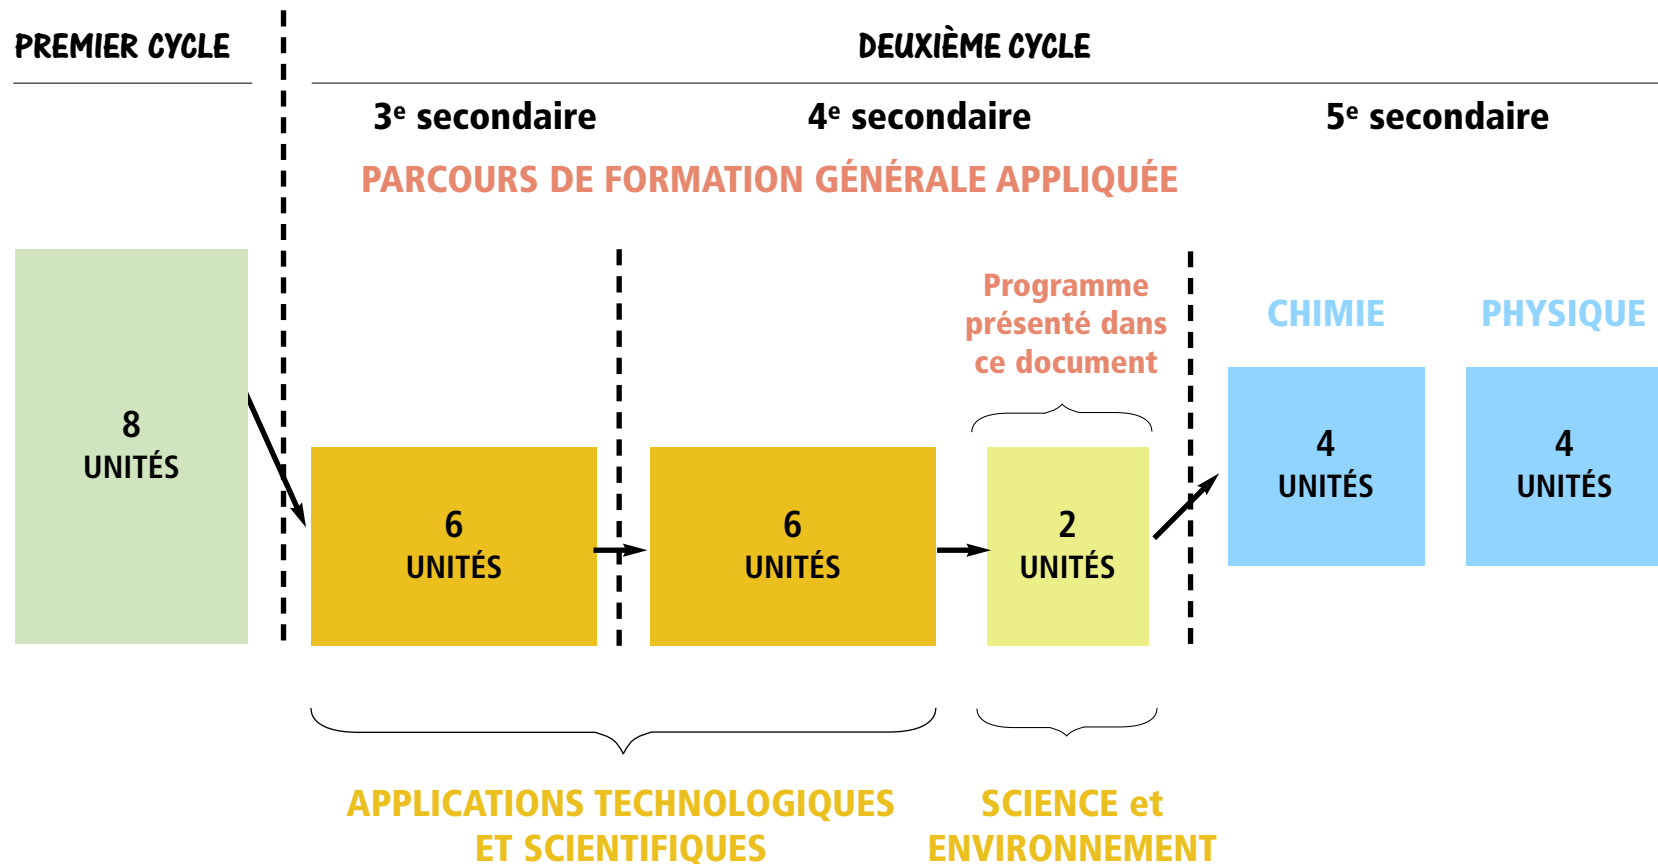 PREMIER CYCLE
DEUXIÈME CYCLE
3e secondaire
4e secondaire
5e secondaire
PARCOURS DE FORMATION GÉNÉRALE APPLIQUÉE
Programme
présenté dans
ce document
CHIMIE
PHYSIQUE
8
UNITÉS
6
UNITÉS
6
UNITÉS
2
UNITÉS
4
UNITÉS
4
UNITÉS
APPLICATIONS TECHNOLOGIQUES
ET SCIENTIFIQUES
SCIENCE et
ENVIRONNEMENT